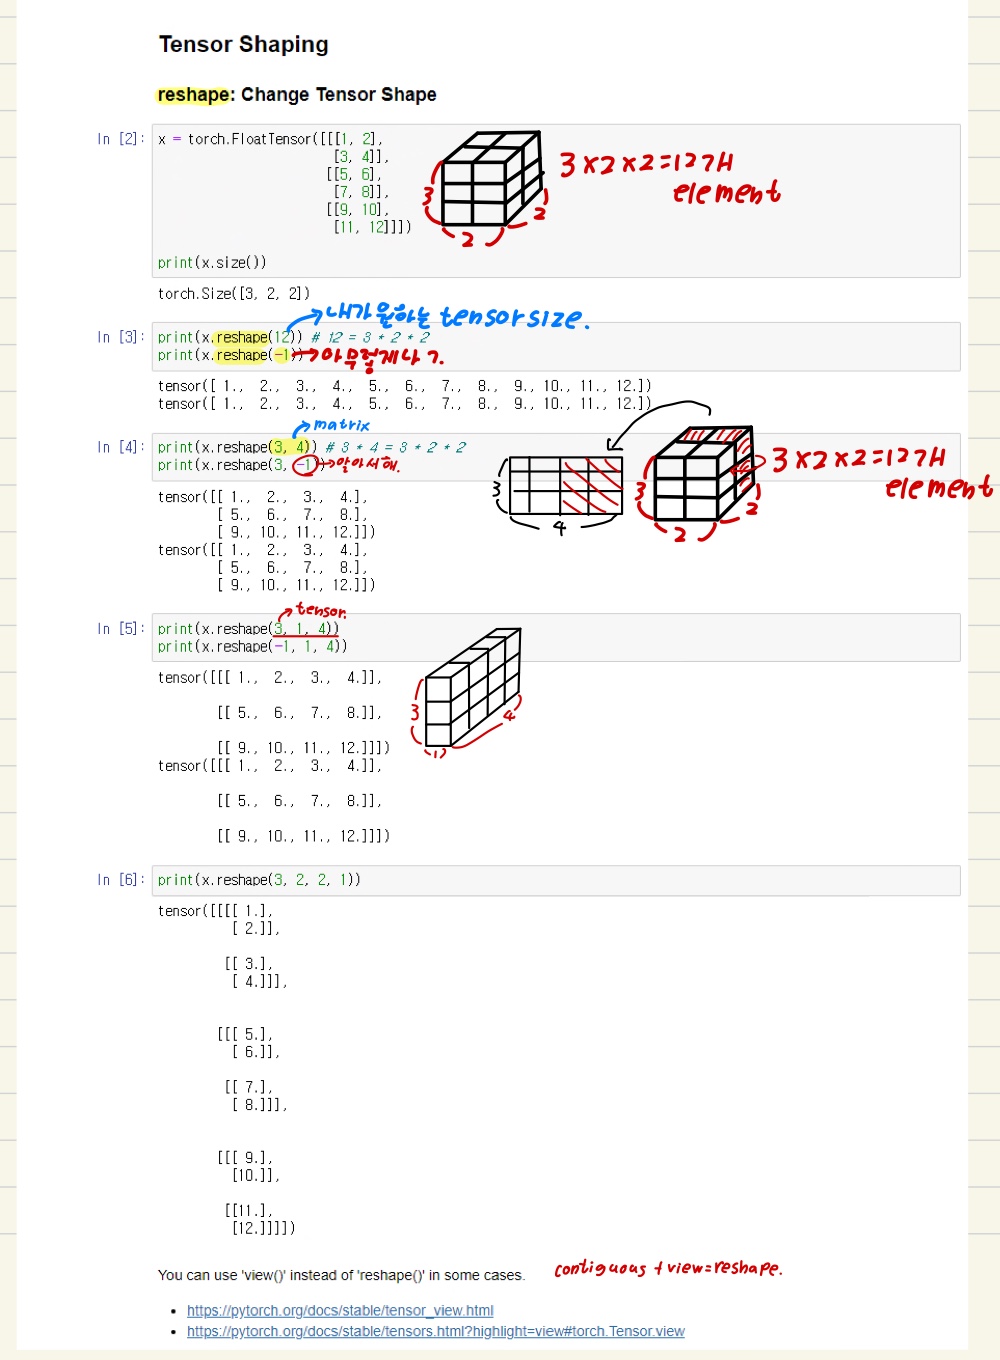 Tensor Shaping
reshape: Change Tensor Shape
In [2]: x = torch.FloatTensor([[[1, 2],
[3, 4]],
[[5, 6],
[7, 8]],
[[9, 10],
[11, 12]]])
print(x.size())
3
2
2
3×2×2=12개
element
torch.Size([3, 2, 2])
내가 원하는 tensor size.
In [3]: print(x.reshape(12)) # 12 = 3 * 2 * 2
print(x.reshape(-1)) 아무렇게나 ㄱ.
tensor([ 1., 2., 3., 4., 5., 6., 7., 8., 9., 10., 11., 12.])
tensor([ 1., 2., 3., 4., 5., 6., 7., 8., 9., 10., 11., 12.])
matrix
In [4]: print(x.reshape(3, 4)) # 3 * 4 = 3 * 2 * 2
print(x.reshape(3, -1)) 알아서해.
3
4
3
2
2
3×2×2=12개
element
tensor([[ 1., 2., 3., 4.],
[ 5., 6., 7., 8.],
[ 9., 10., 11., 12.]])
tensor([[ 1., 2., 3., 4.],
[ 5., 6., 7., 8.],
[ 9., 10., 11., 12.]])
tensor.
In [5]: print(x.reshape(3, 1, 4))
print(x.reshape(-1, 1, 4))
3
1
4
tensor([[[ 1., 2., 3., 4.]],
[[ 5., 6., 7., 8.]],
[[ 9., 10., 11., 12.]]])
tensor([[[ 1., 2., 3., 4.]],
[[ 5., 6., 7., 8.]],
[[ 9., 10., 11., 12.]]])
In [6]: print(x.reshape(3, 2, 2, 1))
tensor([[[[ 1.],
[ 2.]],
[[ 3.],
[ 4.]]],
[[[ 5.],
[ 6.]],
[[ 7.],
[ 8.]]],
[[[ 9.],
[10.]],
[[11.],
[12.]]]])
You can use 'view()' instead of 'reshape()' in some cases. contiguous + view=reshape.
• https://pytorch.org/docs/stable/tensor_view.html
• https://pytorch.org/docs/stable/tensors.html?highlight=view#torch.Tensor.view